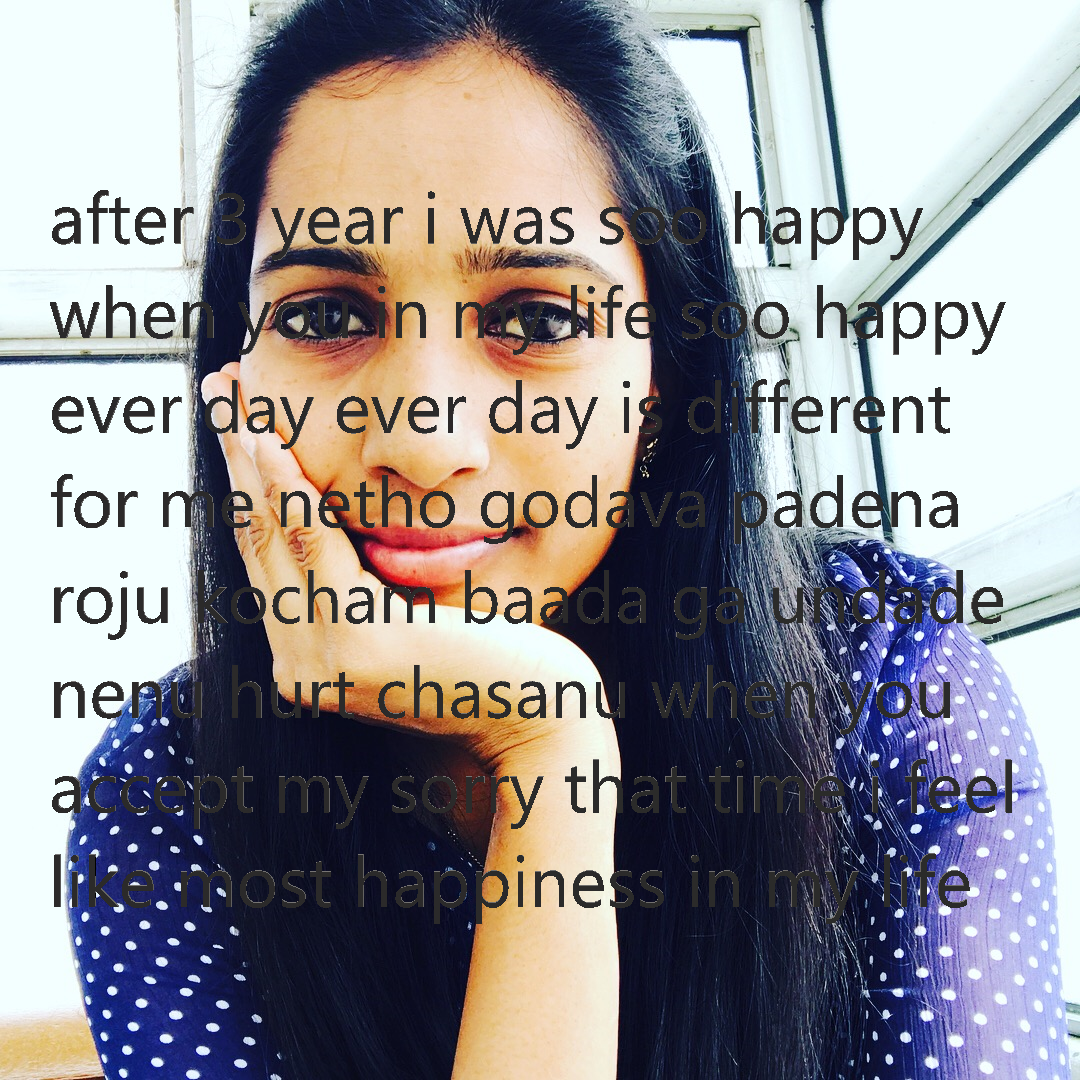 after 3 year i was soo happy
when you in my life soo happy
ever day ever day is different
for me netho godava padena
roju kocham baada ga undade
nenu hurt chasanu when you
accept my sorry that time i feel
like most happiness in my life